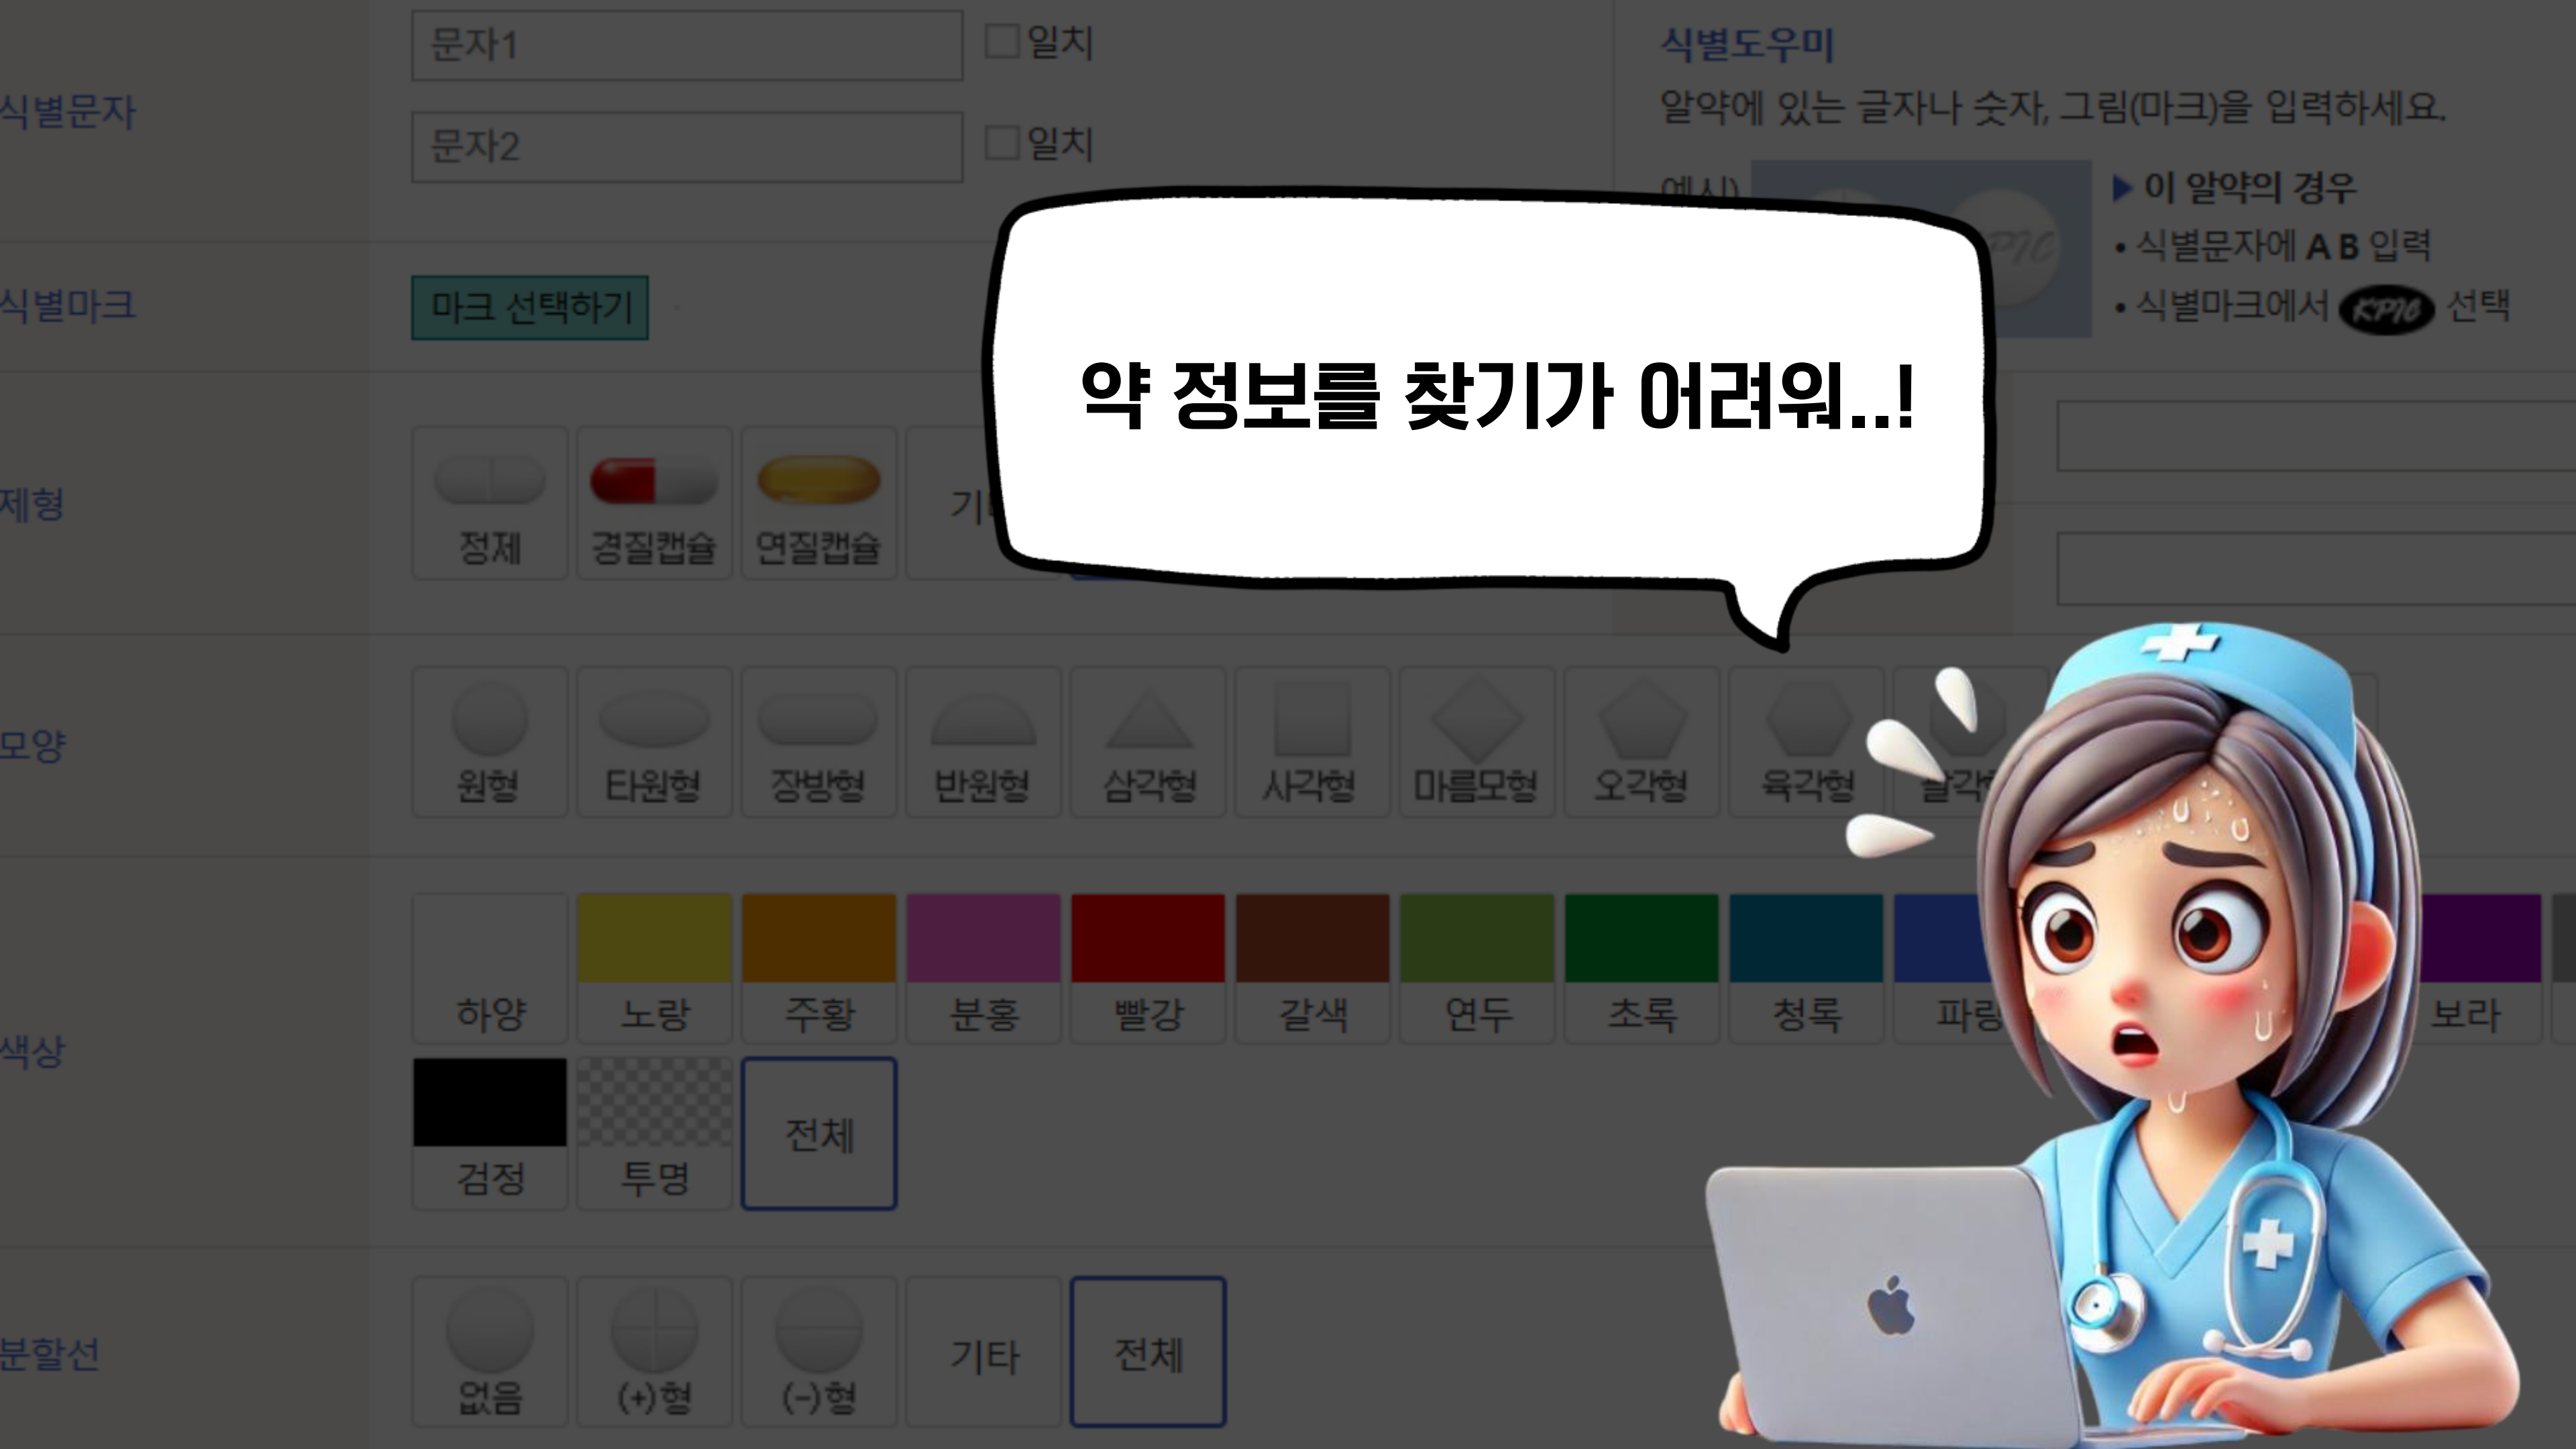 문자1
일치
식별문자
문자2
일치
식별도우미
알약에 있는 글자나 숫자, 그림(마크)을 입력하세요.
예시)
▶ 이 알약의 경우
• 식별문자에 A B 입력
• 식별마크에서 KPIC 선택
식별마크
마크 선택하기
약 정보를 찾기가 어려워..!
제형
정제
경질캡슐
연질캡슐
모양
원형
타원형
장방형
반원형
삼각형
사각형
마름모형
오각형
육각형
색상
하양
노랑
주황
분홍
빨강
갈색
연두
초록
청록
파랑
보라
검정
투명
전체
분할선
없음
(+)형
(-)형
기타
전체